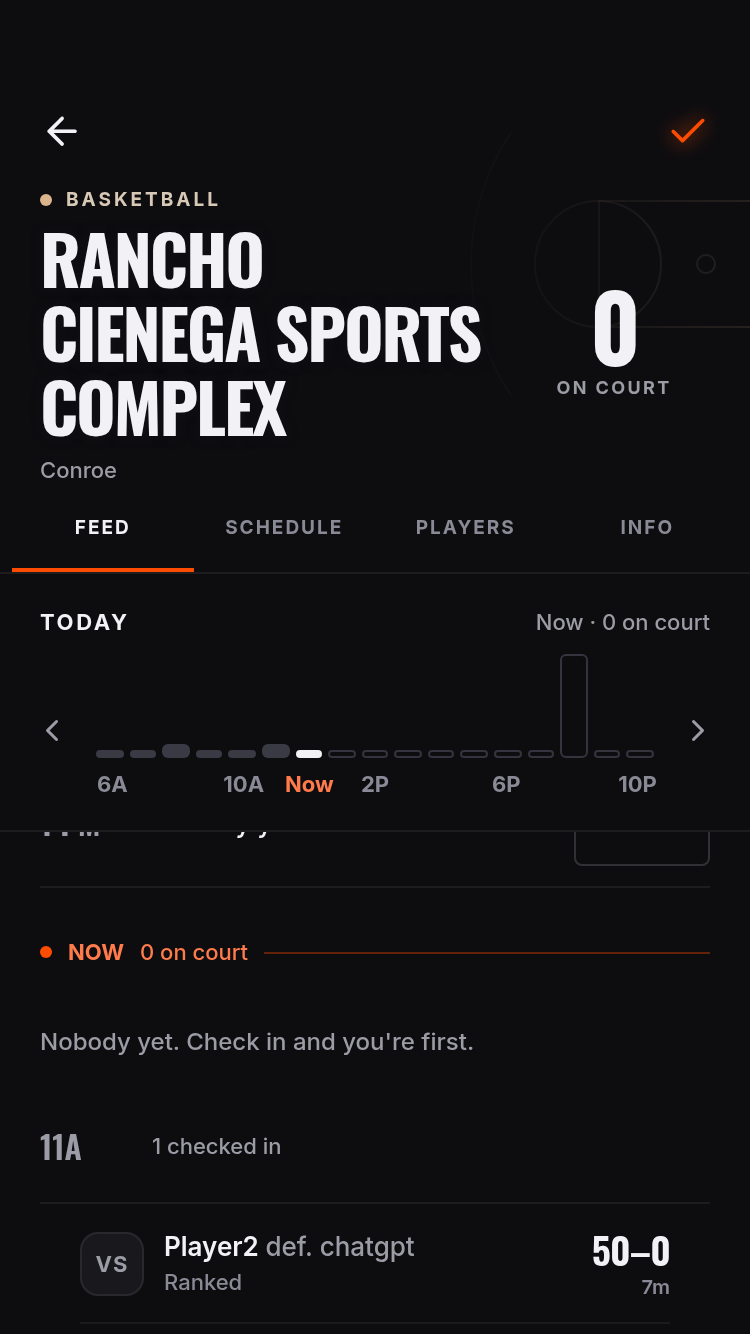 BASKETBALL
RANCHO
CIENEGA SPORTS
COMPLEX
0
ON COURT
Conroe
FEED SCHEDULE PLAYERS INFO
TODAY Now · 0 on court
6A 10A Now 2P 6P 10P
NOW 0 on court
Nobody yet. Check in and you're first.
11A 1 checked in
VS Player2 def. chatgpt 50–0
Ranked 7m